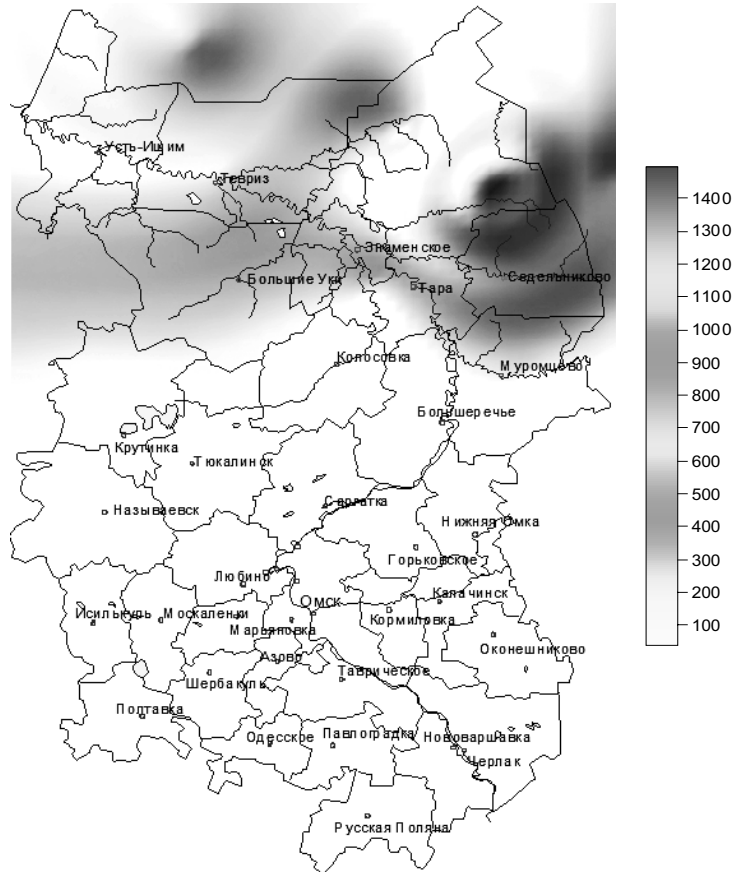 Усть-Ишим
Тевриз
Знаменское
Большие Уки
Тара
Седельниково
Колосовка
Муромцево
Большеречье
Крутинка
Тюкалинск
Саргатка
Называевск
Нижняя Омка
Горьковское
Любино
Калачинск
Омск
Исилькуль
Москаленки
Кормиловка
Марьяновка
Оконешниково
Азово
Таврическое
Шербакуль
Полтавка
Одесское
Павлоградка
Нововаршавка
Черлак
Русская Поляна
1400
1300
1200
1000
900
800
700
600
500
400
300
200
100